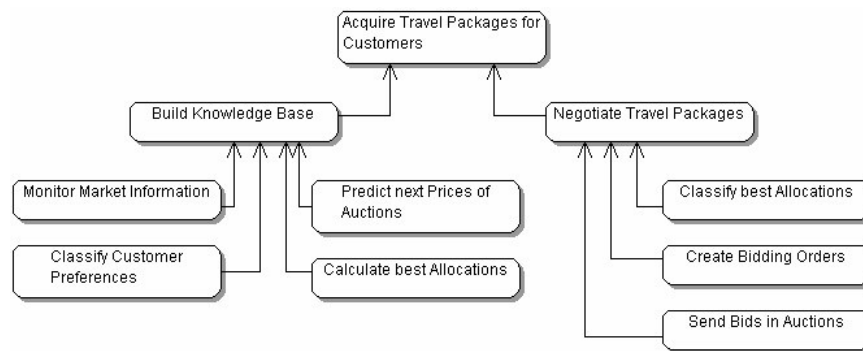 Acquire Travel Packages for
Customers
Build Knowledge Base
Negotiate Travel Packages
Monitor Market Information
Predict next Prices of
Auctions
Classify best Allocations
Classify Customer
Preferences
Calculate best Allocations
Create Bidding Orders
Send Bids in Auctions